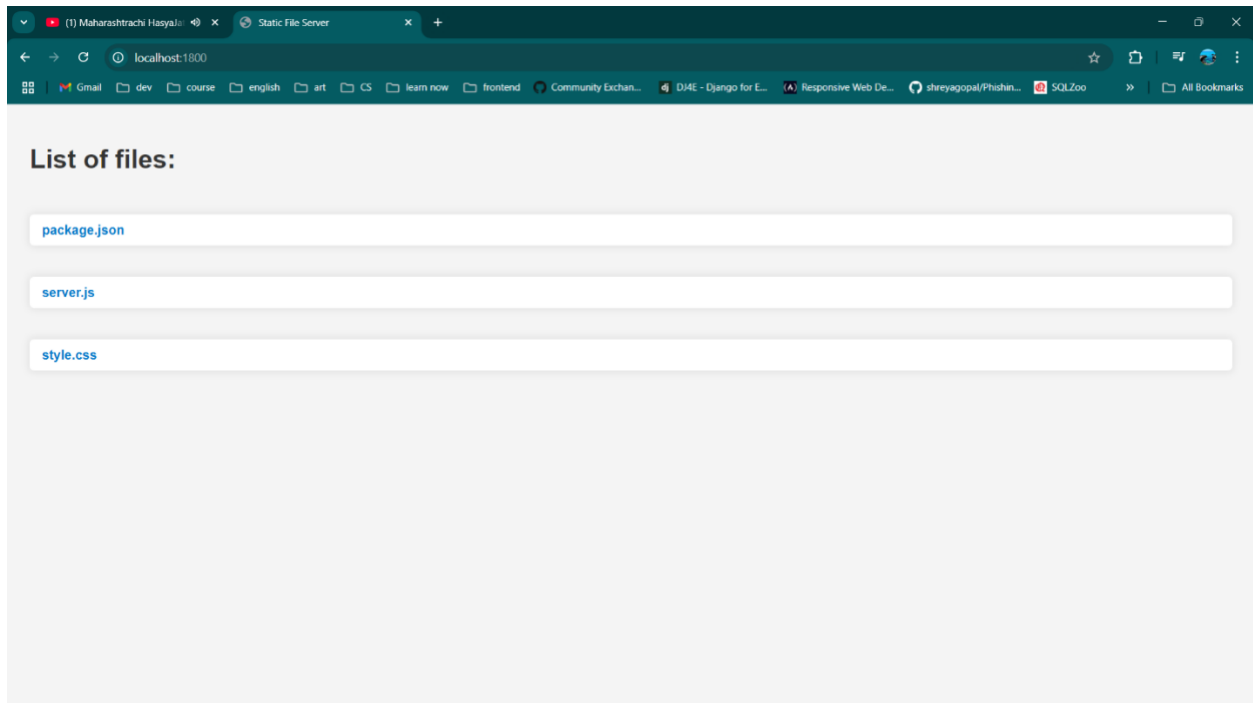 (1) Maharashtrachi HasyaJat
Static File Server
localhost:1800
Gmail dev course english art CS learn now frontend Community Exchan... DJ4E - Django for E... Responsive Web De... shreyagopal/Phishin... SQLZoo All Bookmarks
List of files:
package.json
server.js
style.css